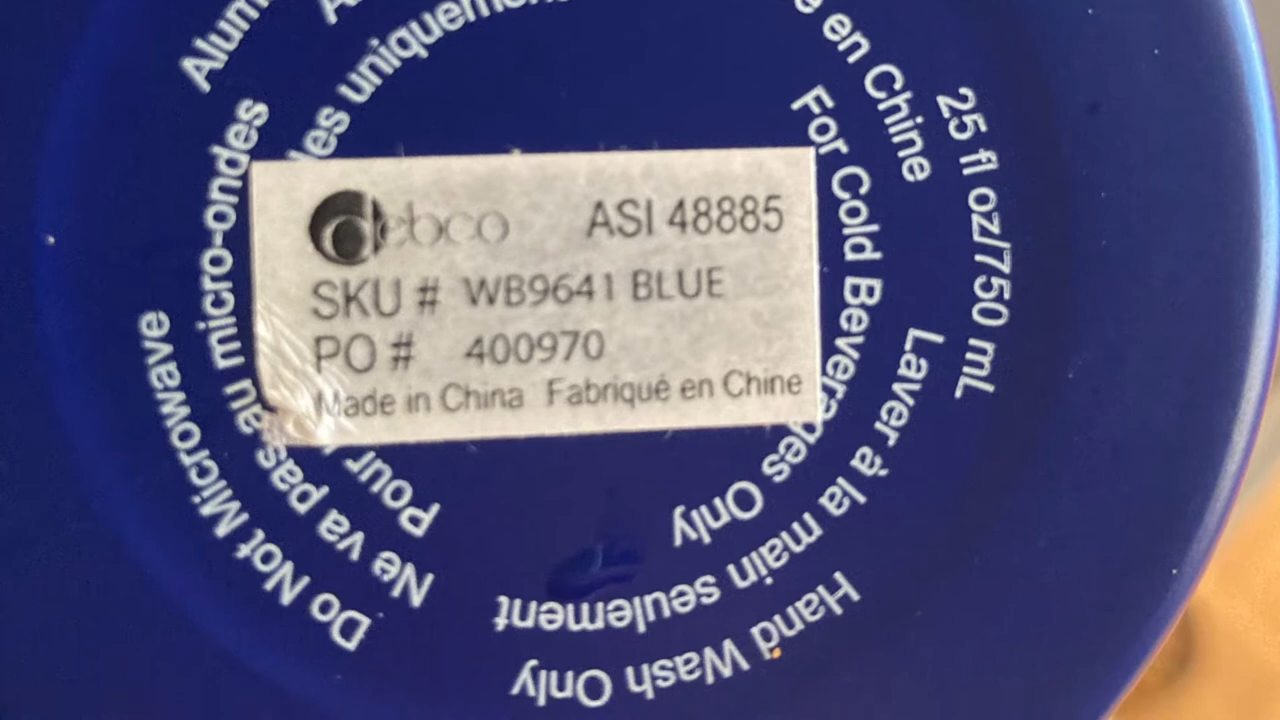 debco ASI 48885
SKU # WB9641 BLUE
PO # 400970
Made in China Fabriqué en Chine
25 fl oz/750 mL
en Chine
For Cold Beverages Only
Laver à la main seulement
Hand Wash Only
Do Not Microwave
Ne va pas au micro-ondes
Pour
uniquement